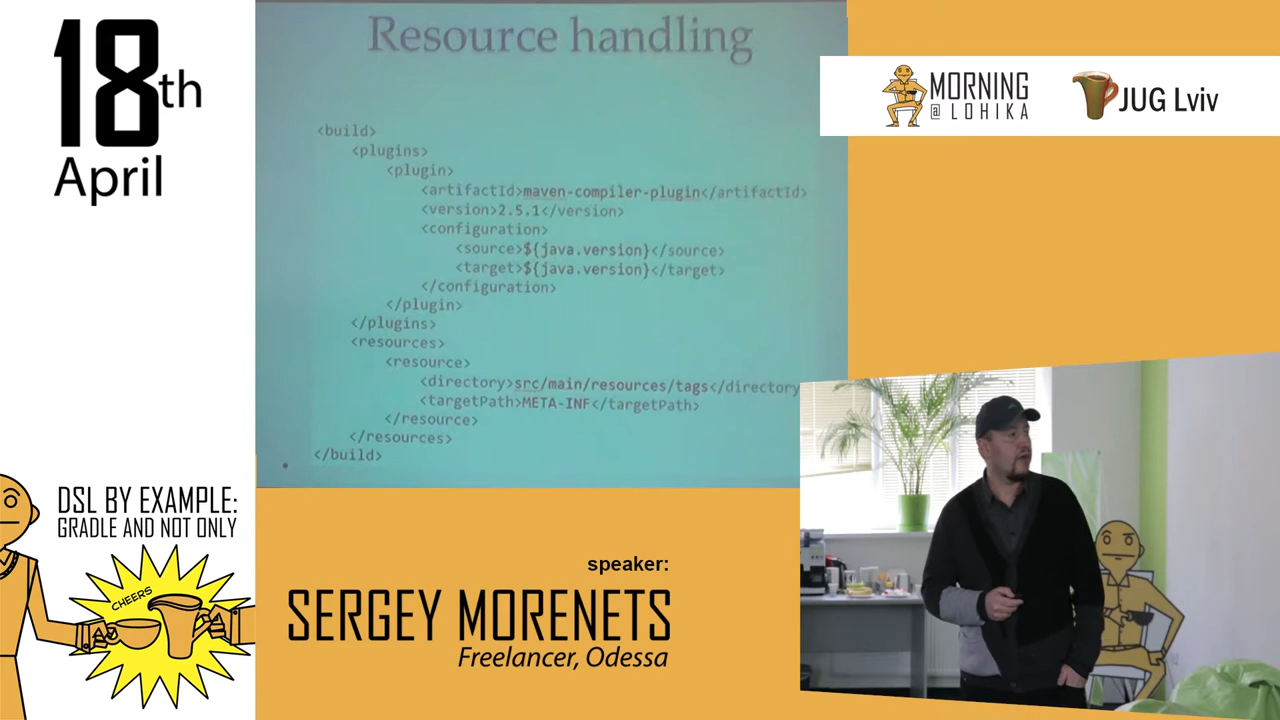 18th
April
Resource handling
<build>
<plugins>
<plugin>
<artifactId>maven-compiler-plugin</artifactId>
<version>2.5.1</version>
<configuration>
<source>${java.version}</source>
<target>${java.version}</target>
</configuration>
</plugin>
</plugins>
<resources>
<resource>
<directory>src/main/resources/tags</directory
<targetPath>META-INF</targetPath>
</resource>
</resources>
</build>
MORNING
@ LOHIKA
JUG Lviv
DSL BY EXAMPLE:
GRADLE AND NOT ONLY
CHEERS
speaker:
SERGEY MORENETS
Freelancer, Odessa